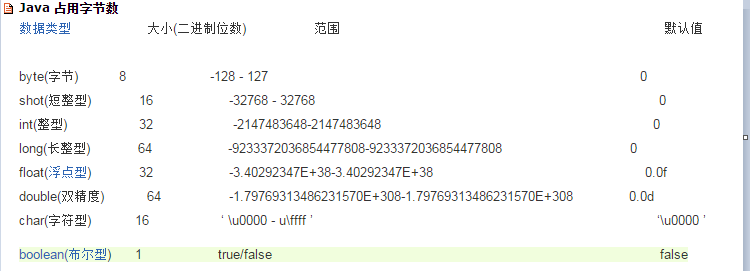 Java 占用字节数
数据类型 大小(二进制位数) 范围 默认值
byte(字节) 8 -128 - 127 0
shot(短整型) 16 -32768 - 32768 0
int(整型) 32 -2147483648-2147483648 0
long(长整型) 64 -9233372036854477808-9233372036854477808 0
float(浮点型) 32 -3.40292347E+38-3.40292347E+38 0.0f
double(双精度) 64 -1.79769313486231570E+308-1.79769313486231570E+308 0.0d
char(字符型) 16 ‘ \u0000 - u\ffff ’ ‘\u0000 ’
boolean(布尔型) 1 true/false false